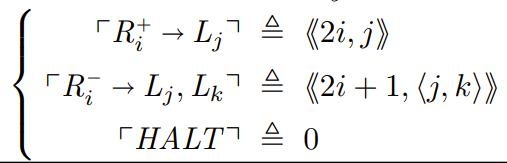 ⌜R_i^+ → L_j⌝ ≜ ⟪2i, j⟫
⌜R_i^- → L_j, L_k⌝ ≜ ⟪2i + 1, ⟨j, k⟩⟫
⌜HALT⌝ ≜ 0